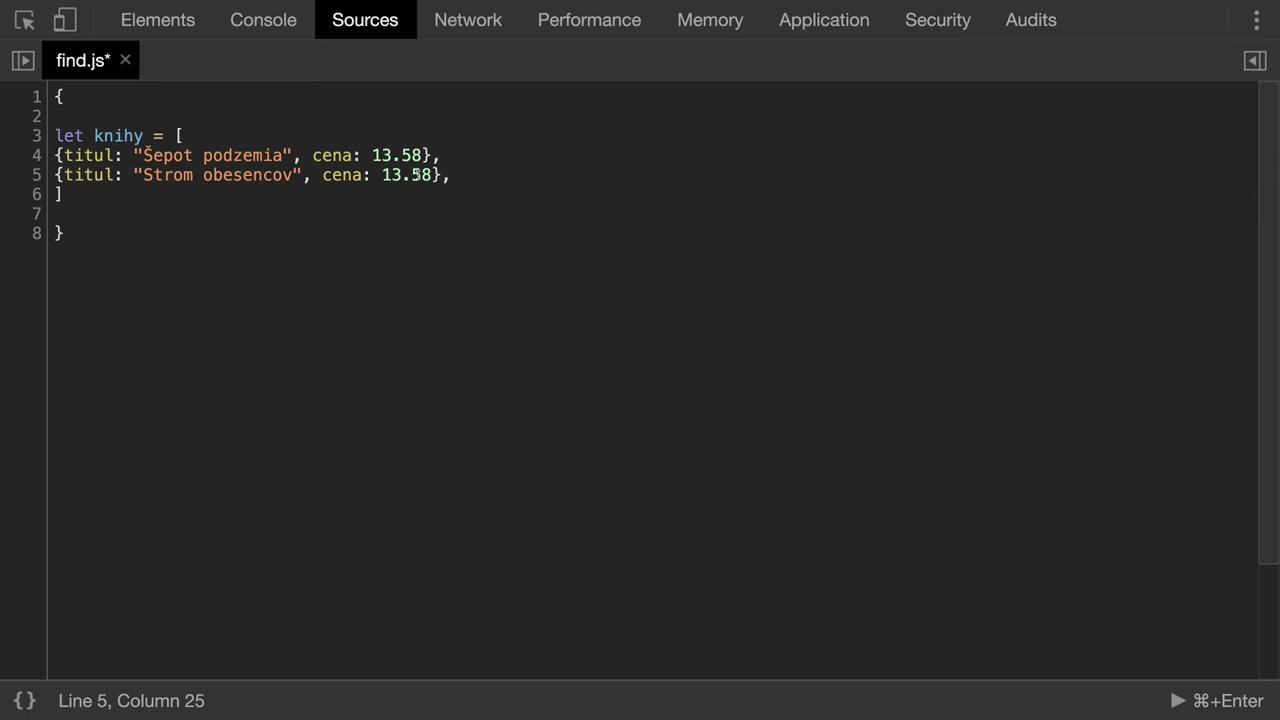 Elements Console Sources Network Performance Memory Application Security Audits
find.js* ×
1 {
2
3 let knihy = [
4 {titul: "Šepot podzemia", cena: 13.58},
5 {titul: "Strom obesencov", cena: 13.58},
6 ]
7
8 }
{} Line 5, Column 25 ⌘+Enter